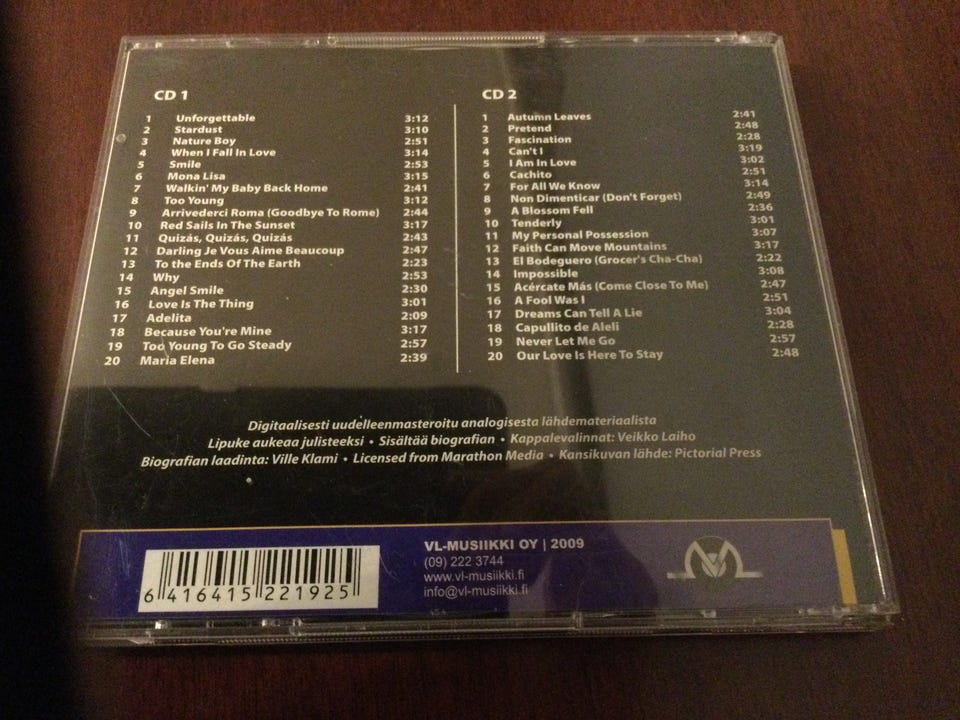 CD 1
1 Unforgettable 3:12
2 Stardust 3:10
3 Nature Boy 2:51
4 When I Fall In Love 3:14
5 Smile 2:53
6 Mona Lisa 3:15
7 Walkin' My Baby Back Home 2:41
8 Too Young 3:12
9 Arrivederci Roma (Goodbye To Rome) 2:44
10 Red Sails In The Sunset 3:17
11 Quizás, Quizás, Quizás 2:43
12 Darling Je Vous Aime Beaucoup 2:47
13 To the Ends Of The Earth 2:23
14 Why 2:53
15 Angel Smile 2:30
16 Love Is The Thing 3:01
17 Adelita 2:09
18 Because You're Mine 3:17
19 Too Young To Go Steady 2:57
20 Maria Elena 2:39
CD 2
1 Autumn Leaves 2:41
2 Pretend 2:48
3 Fascination 2:28
4 Can't I 3:19
5 I Am In Love 3:02
6 Cachito 2:51
7 For All We Know 3:14
8 Non Dimenticar (Don't Forget) 2:49
9 A Blossom Fell 2:36
10 Tenderly 3:01
11 My Personal Possession 3:07
12 Faith Can Move Mountains 3:17
13 El Bodeguero (Grocer's Cha-Cha) 2:22
14 Impossible 3:08
15 Acércate Más (Come Close To Me) 2:47
16 A Fool Was I 2:51
17 Dreams Can Tell A Lie 3:04
18 Capullito de Aleli 2:28
19 Never Let Me Go 2:57
20 Our Love Is Here To Stay 2:48
Digitaalisesti uudelleenmasteroitu analogisesta lähdemateriaalista
Lipuke aukeaa julisteeksi • Sisältää biografian • Kappalevalinnat: Veikko Laiho
Biografian laadinta: Ville Klami • Licensed from Marathon Media • Kansikuvan lähde: Pictorial Press
6 416415 221925
VL-MUSIIKKI OY | 2009
(09) 222 3744
www.vl-musiikki.fi
info@vl-musiikki.fi